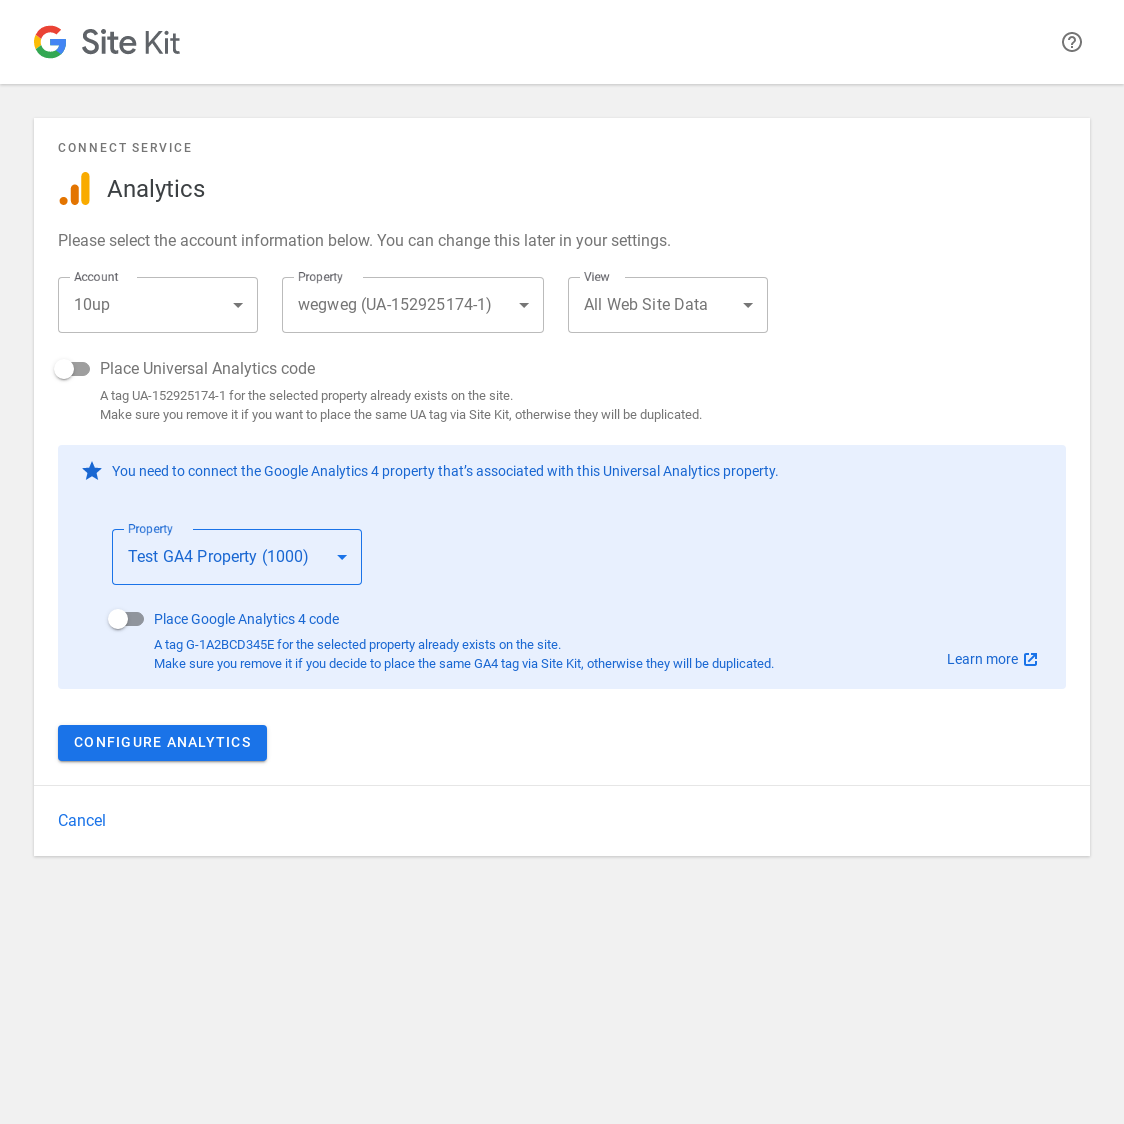 Site Kit
CONNECT SERVICE
Analytics
Please select the account information below. You can change this later in your settings.
Account
10up
Property
wegweg (UA-152925174-1)
View
All Web Site Data
Place Universal Analytics code
A tag UA-152925174-1 for the selected property already exists on the site.
Make sure you remove it if you want to place the same UA tag via Site Kit, otherwise they will be duplicated.
You need to connect the Google Analytics 4 property that’s associated with this Universal Analytics property.
Property
Test GA4 Property (1000)
Place Google Analytics 4 code
A tag G-1A2BCD345E for the selected property already exists on the site.
Make sure you remove it if you decide to place the same GA4 tag via Site Kit, otherwise they will be duplicated.
Learn more
CONFIGURE ANALYTICS
Cancel